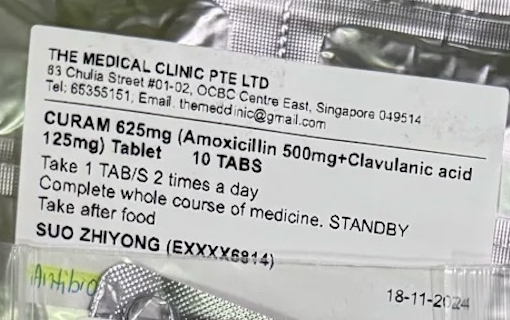 THE MEDICAL CLINIC PTE LTD
83 Chulia Street #01-02, OCBC Centre East, Singapore 049514
Tel: 65355151, Email: themeddinic@gmail.com
CURAM 625mg (Amoxicillin 500mg+Clavulanic acid
125mg) Tablet 10 TABS
Take 1 TAB/S 2 times a day
Complete whole course of medicine. STANDBY
Take after food
SUO ZHIYONG (EXXXX6814)
Antibio
18-11-2024